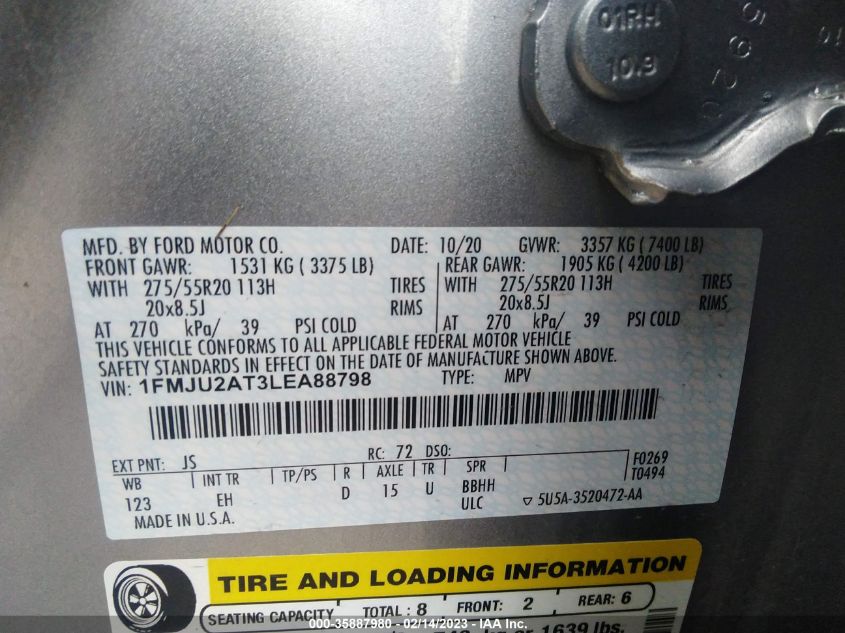 01RH
10.9
592
01
MFD. BY FORD MOTOR CO. DATE: 10/20 GVWR: 3357 KG ( 7400 LB)
FRONT GAWR: 1531 KG ( 3375 LB) REAR GAWR: 1905 KG ( 4200 LB)
WITH 275/55R20 113H TIRES WITH 275/55R20 113H TIRES
20x8.5J RIMS 20x8.5J RIMS
AT 270 kPa/ 39 PSI COLD AT 270 kPa/ 39 PSI COLD
THIS VEHICLE CONFORMS TO ALL APPLICABLE FEDERAL MOTOR VEHICLE
SAFETY STANDARDS IN EFFECT ON THE DATE OF MANUFACTURE SHOWN ABOVE.
VIN: 1FMJU2AT3LEA88798 TYPE: MPV
EXT PNT: JS RC: 72 DSO: F0269
WB INT TR TP/PS R AXLE TR SPR T0494
123 EH D 15 U BBHH
ULC ▽ 5U5A-3520472-AA
MADE IN U.S.A.
TIRE AND LOADING INFORMATION
SEATING CAPACITY TOTAL : 8 FRONT: 2 REAR: 6
kg or 1639 lbs.
000-35887980 - 02/14/2023 - IAA Inc.